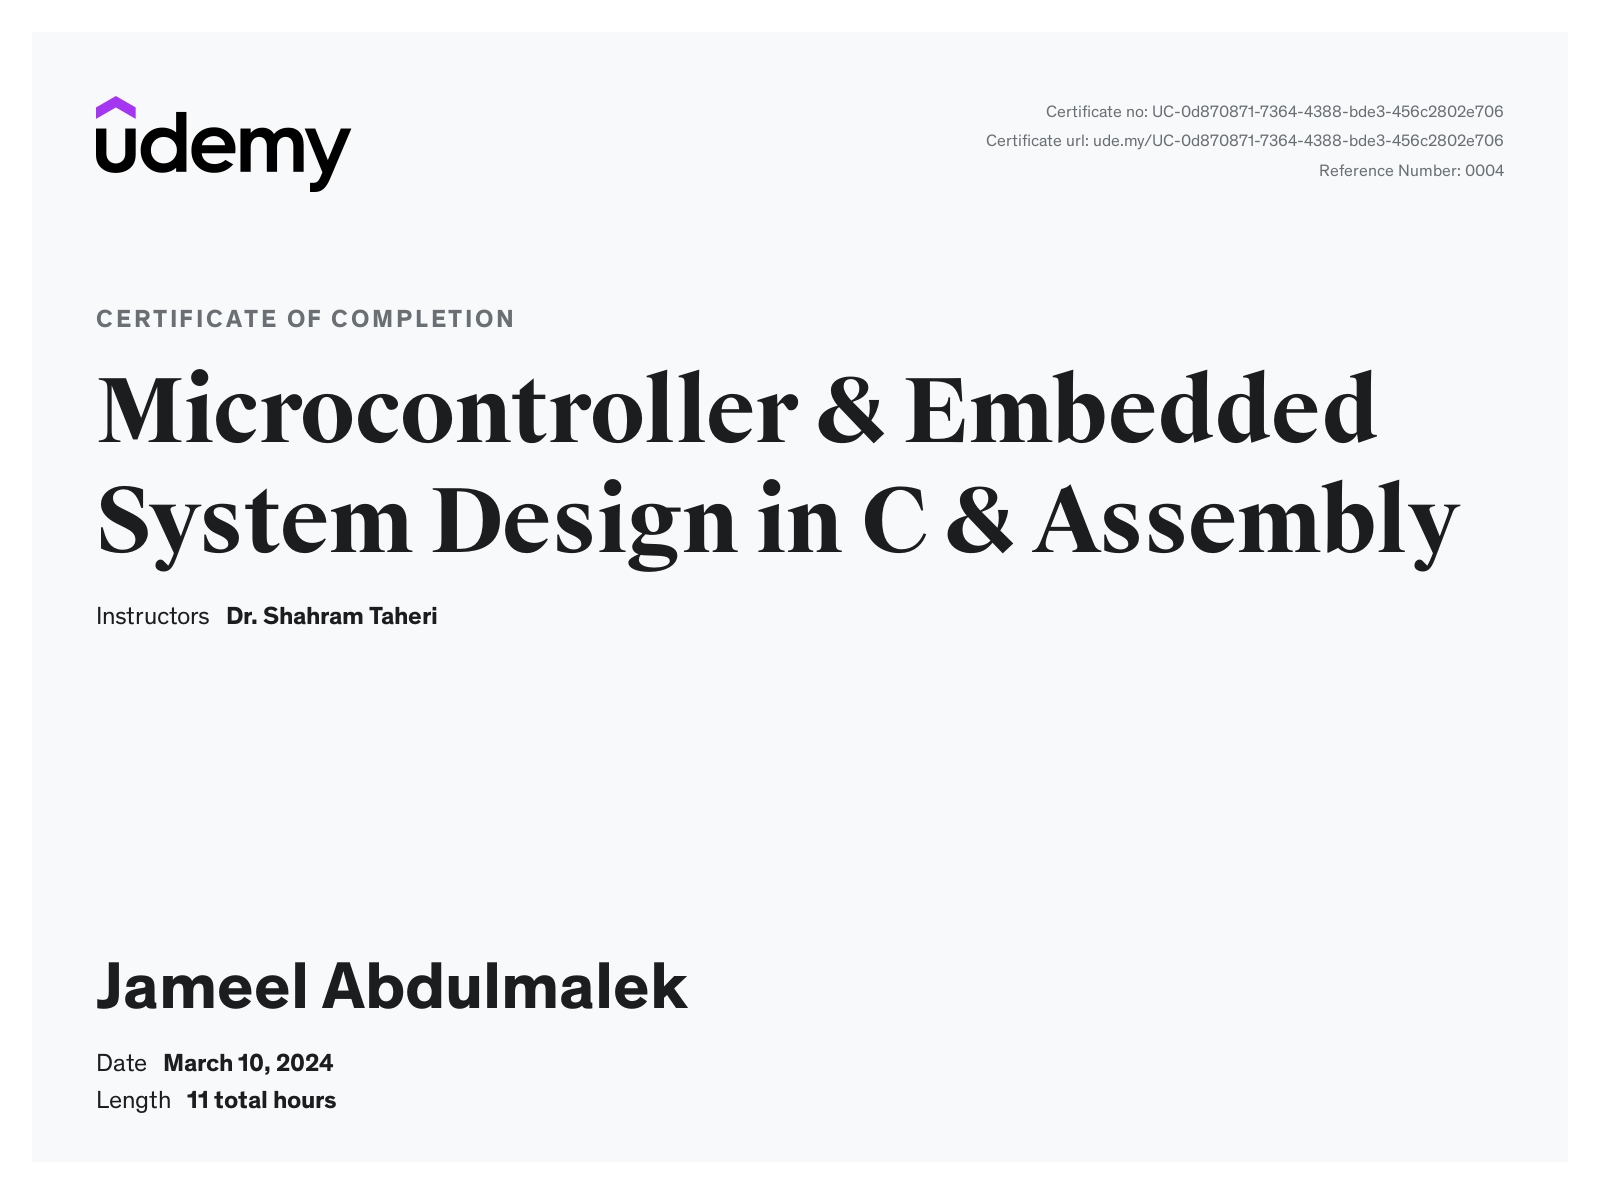 udemy
Certificate no: UC-0d870871-7364-4388-bde3-456c2802e706
Certificate url: ude.my/UC-0d870871-7364-4388-bde3-456c2802e706
Reference Number: 0004
CERTIFICATE OF COMPLETION
Microcontroller & Embedded
System Design in C & Assembly
Instructors Dr. Shahram Taheri
Jameel Abdulmalek
Date March 10, 2024
Length 11 total hours